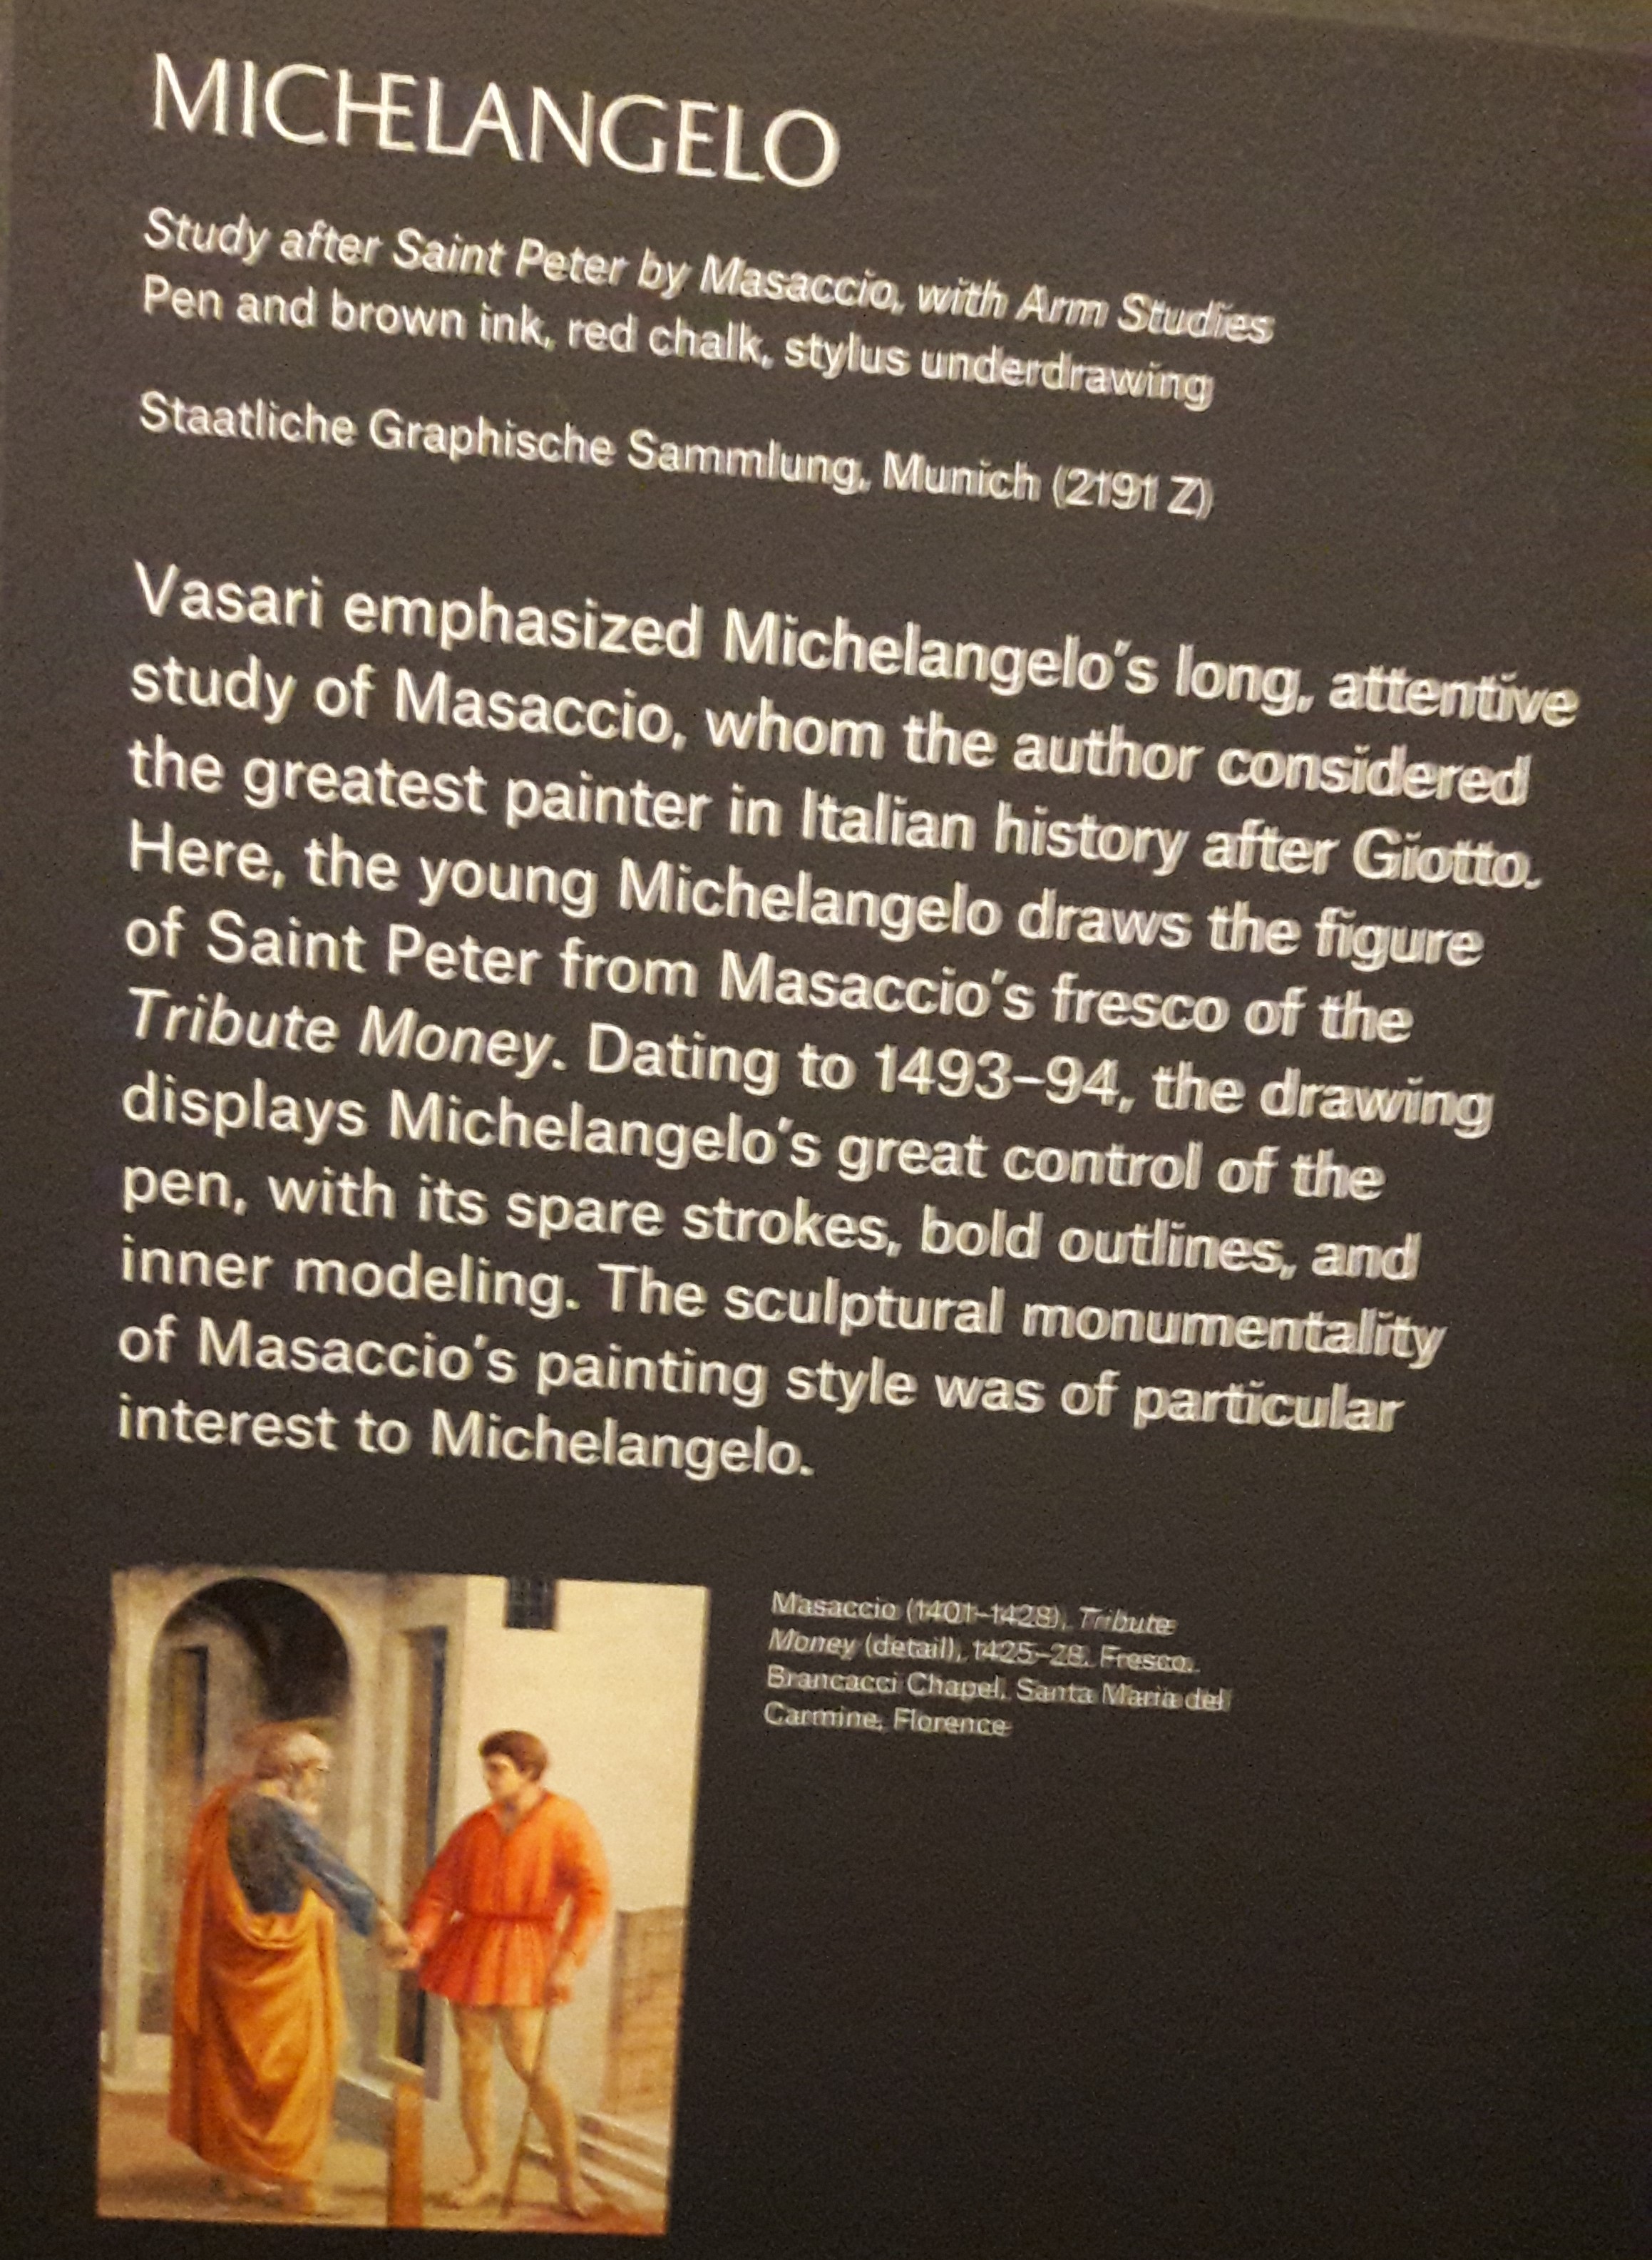 MICHELANGELO
Study after Saint Peter by Masaccio, with Arm Studies
Pen and brown ink, red chalk, stylus underdrawing
Staatliche Graphische Sammlung, Munich (2191 Z)
Vasari emphasized Michelangelo's long, attentive
study of Masaccio, whom the author considered
the greatest painter in Italian history after Giotto.
Here, the young Michelangelo draws the figure
of Saint Peter from Masaccio's fresco of the
Tribute Money. Dating to 1493–94, the drawing
displays Michelangelo's great control of the
pen, with its spare strokes, bold outlines, and
inner modeling. The sculptural monumentality
of Masaccio's painting style was of particular
interest to Michelangelo.
Masaccio (1401–1428), Tribute
Money (detail), 1425–28. Fresco.
Brancacci Chapel, Santa Maria del
Carmine, Florence